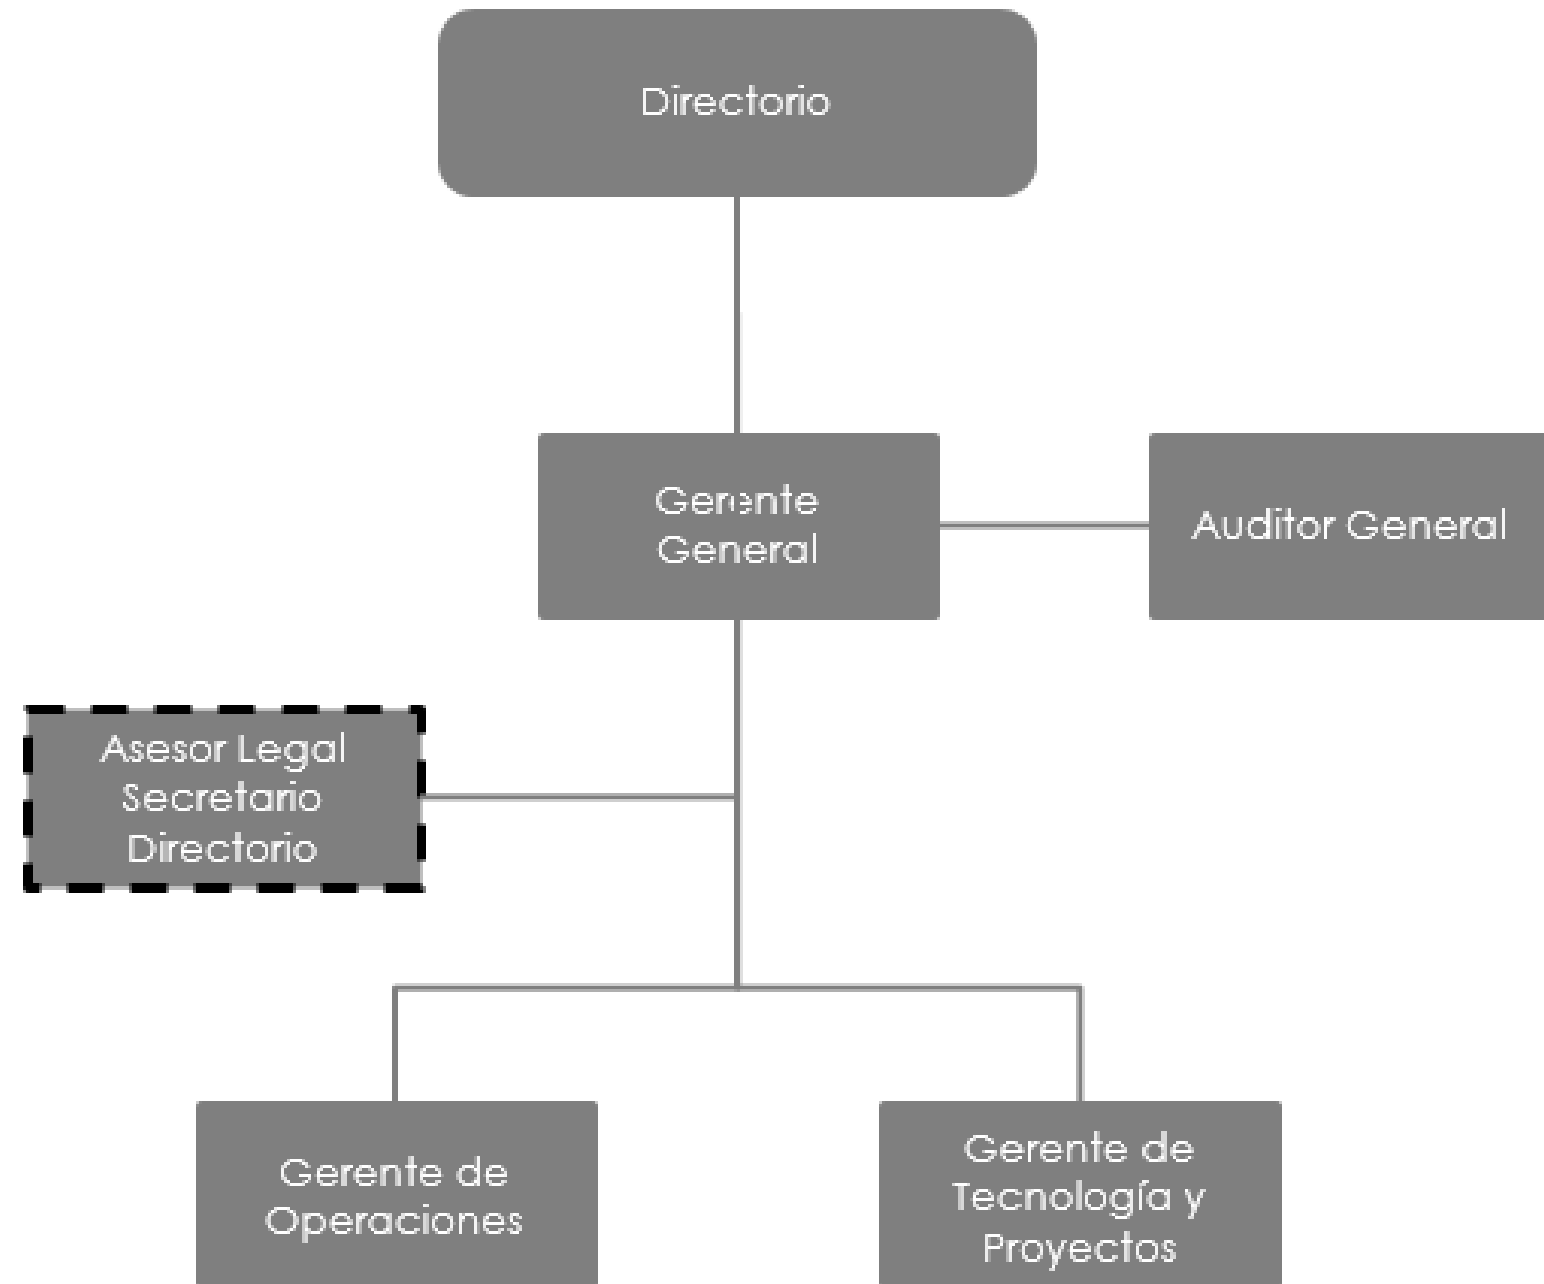 Directorio
Gerente
General
Auditor General
Asesor Legal
Secretario
Directorio
Gerente de
Operaciones
Gerente de
Tecnología y
Proyectos